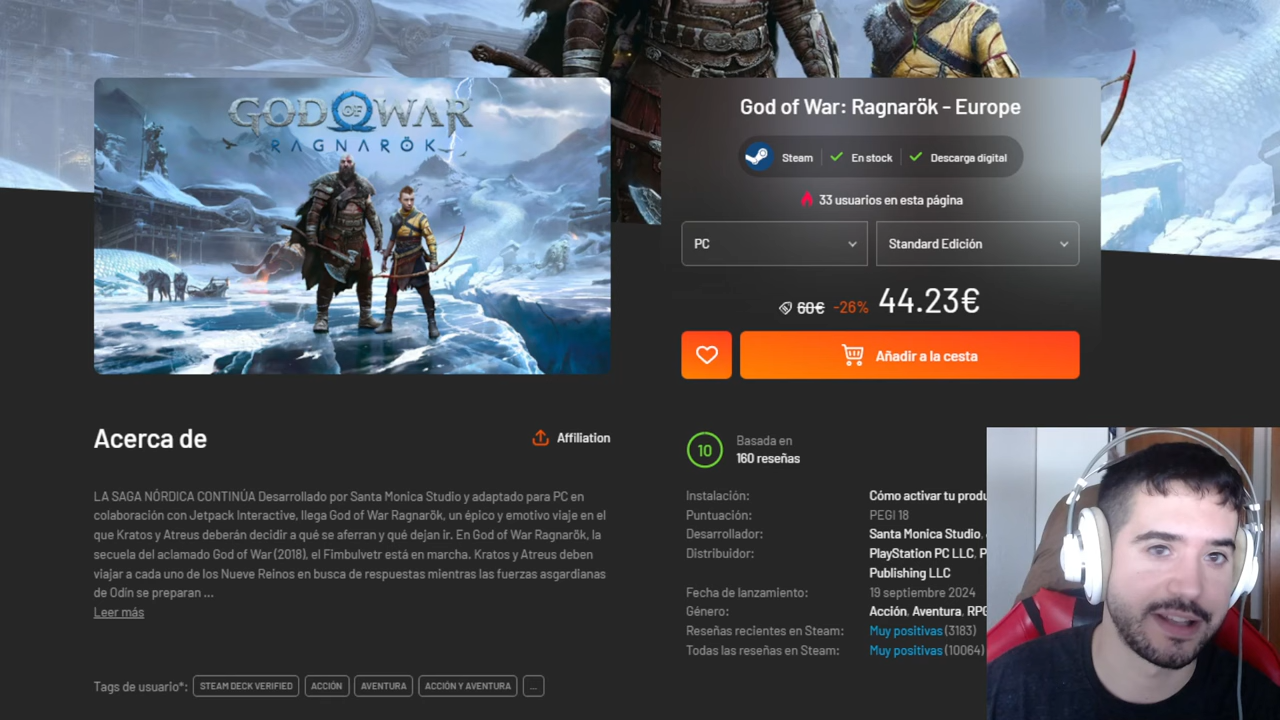 GOD OF WAR
RAGNARÖK
God of War: Ragnarök - Europe
Steam
En stock
Descarga digital
33 usuarios en esta página
PC
Standard Edición
60€ -26% 44.23€
Añadir a la cesta
Acerca de
Affiliation
LA SAGA NÓRDICA CONTINÚA Desarrollado por Santa Monica Studio y adaptado para PC en
colaboración con Jetpack Interactive, llega God of War Ragnarök, un épico y emotivo viaje en el
que Kratos y Atreus deberán decidir a qué se aferran y qué dejan ir. En God of War Ragnarök, la
secuela del aclamado God of War (2018), el Fimbulvetr está en marcha. Kratos y Atreus deben
viajar a cada uno de los Nueve Reinos en busca de respuestas mientras las fuerzas asgardianas
de Odín se preparan ...
Leer más
Tags de usuario*:
STEAM DECK VERIFIED
ACCIÓN
AVENTURA
ACCIÓN Y AVENTURA
...
10
Basada en
160 reseñas
Instalación: Cómo activar tu produ
Puntuación: PEGI 18
Desarrollador: Santa Monica Studio,
Distribuidor: PlayStation PC LLC, P
Publishing LLC
Fecha de lanzamiento: 19 septiembre 2024
Género: Acción, Aventura, RPG
Reseñas recientes en Steam: Muy positivas (3183)
Todas las reseñas en Steam: Muy positivas (10064)